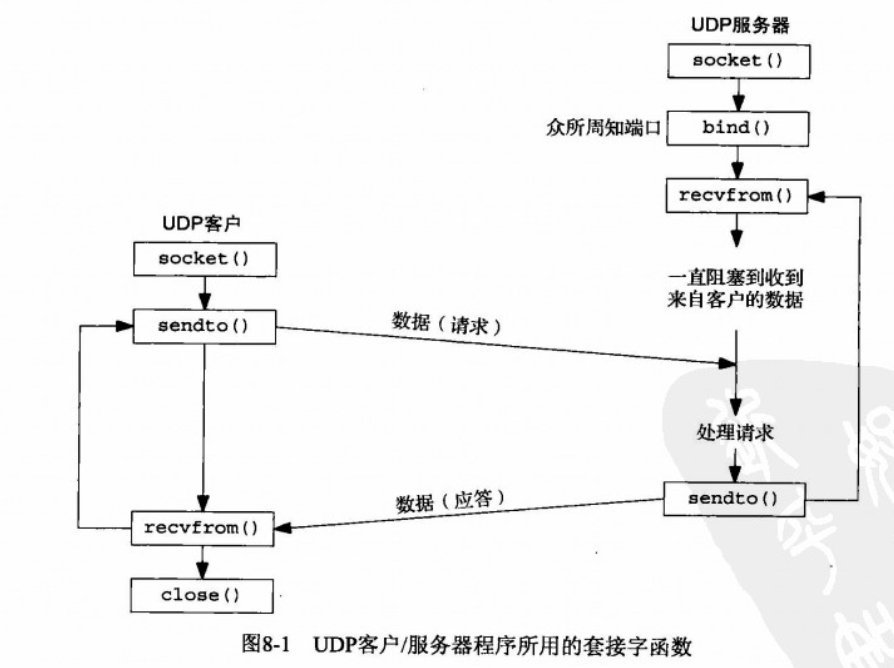 UDP服务器
socket()
众所周知端口
bind()
recvfrom()
UDP客户
socket()
一直阻塞到收到
来自客户的数据
sendto()
数据（请求）
处理请求
sendto()
数据（应答）
recvfrom()
close()
图8-1 UDP客户/服务器程序所用的套接字函数